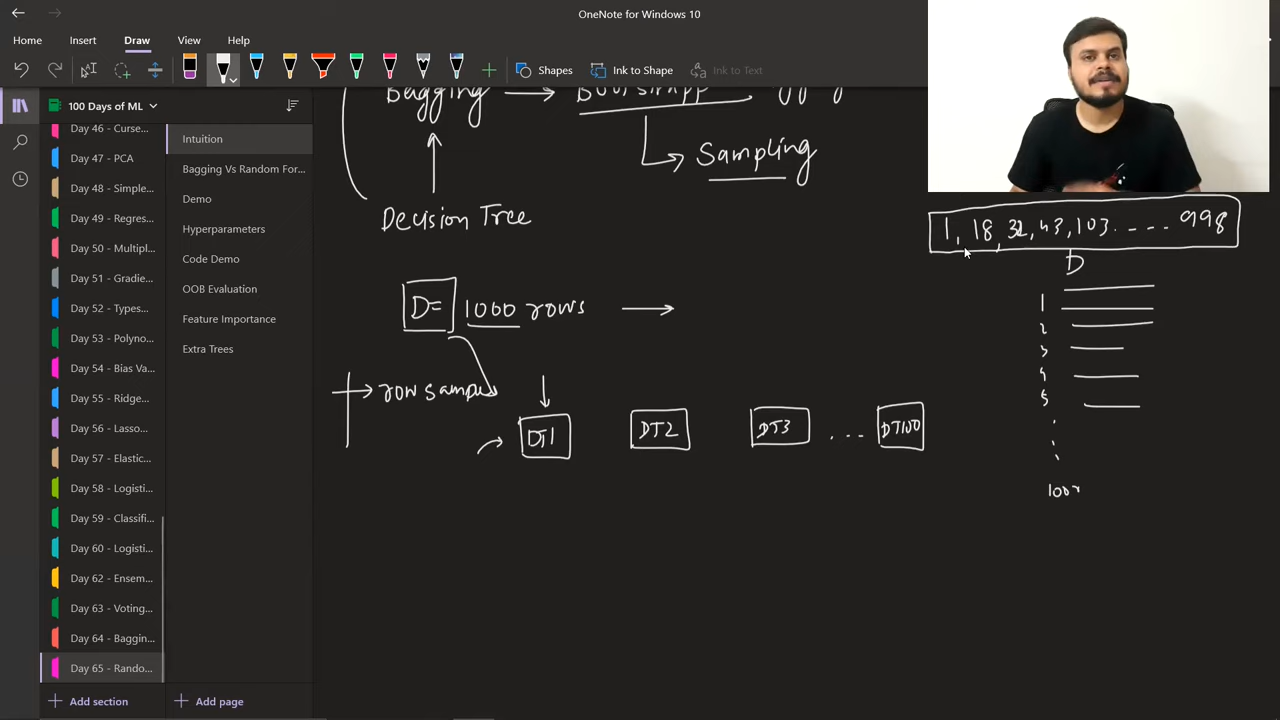 OneNote for Windows 10
Home Insert Draw View Help
Shapes Ink to Shape Ink to Text
100 Days of ML
Day 46 - Curse...
Day 47 - PCA
Day 48 - Simple...
Day 49 - Regres...
Day 50 - Multipl...
Day 51 - Gradie...
Day 52 - Types...
Day 53 - Polyno...
Day 54 - Bias Va...
Day 55 - Ridge...
Day 56 - Lasso...
Day 57 - Elastic...
Day 58 - Logisti...
Day 59 - Classifi...
Day 60 - Logisti...
Day 62 - Ensem...
Day 63 - Voting...
Day 64 - Baggin...
Day 65 - Rando...
Add section
Intuition
Bagging Vs Random For...
Demo
Hyperparameters
Code Demo
OOB Evaluation
Feature Importance
Extra Trees
Add page
Bagging
Sampling
Decision Tree
D= 1000 rows
row sample
DT1 DT2 DT3 ... DT100
1, 18, 32, 43, 103. - - - . 998
D
1
2
3
4
5